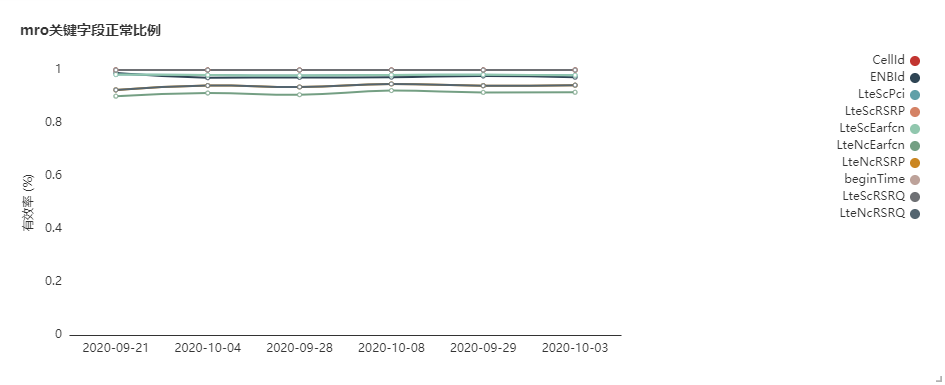 mro关键字段正常比例
1
0.8
0.6
0.4
0.2
0
有效率 (%)
2020-09-21
2020-10-04
2020-09-28
2020-10-08
2020-09-29
2020-10-03
CellId
ENBId
LteScPci
LteScRSRP
LteScEarfcn
LteNcEarfcn
LteNcRSRP
beginTime
LteScRSRQ
LteNcRSRQ